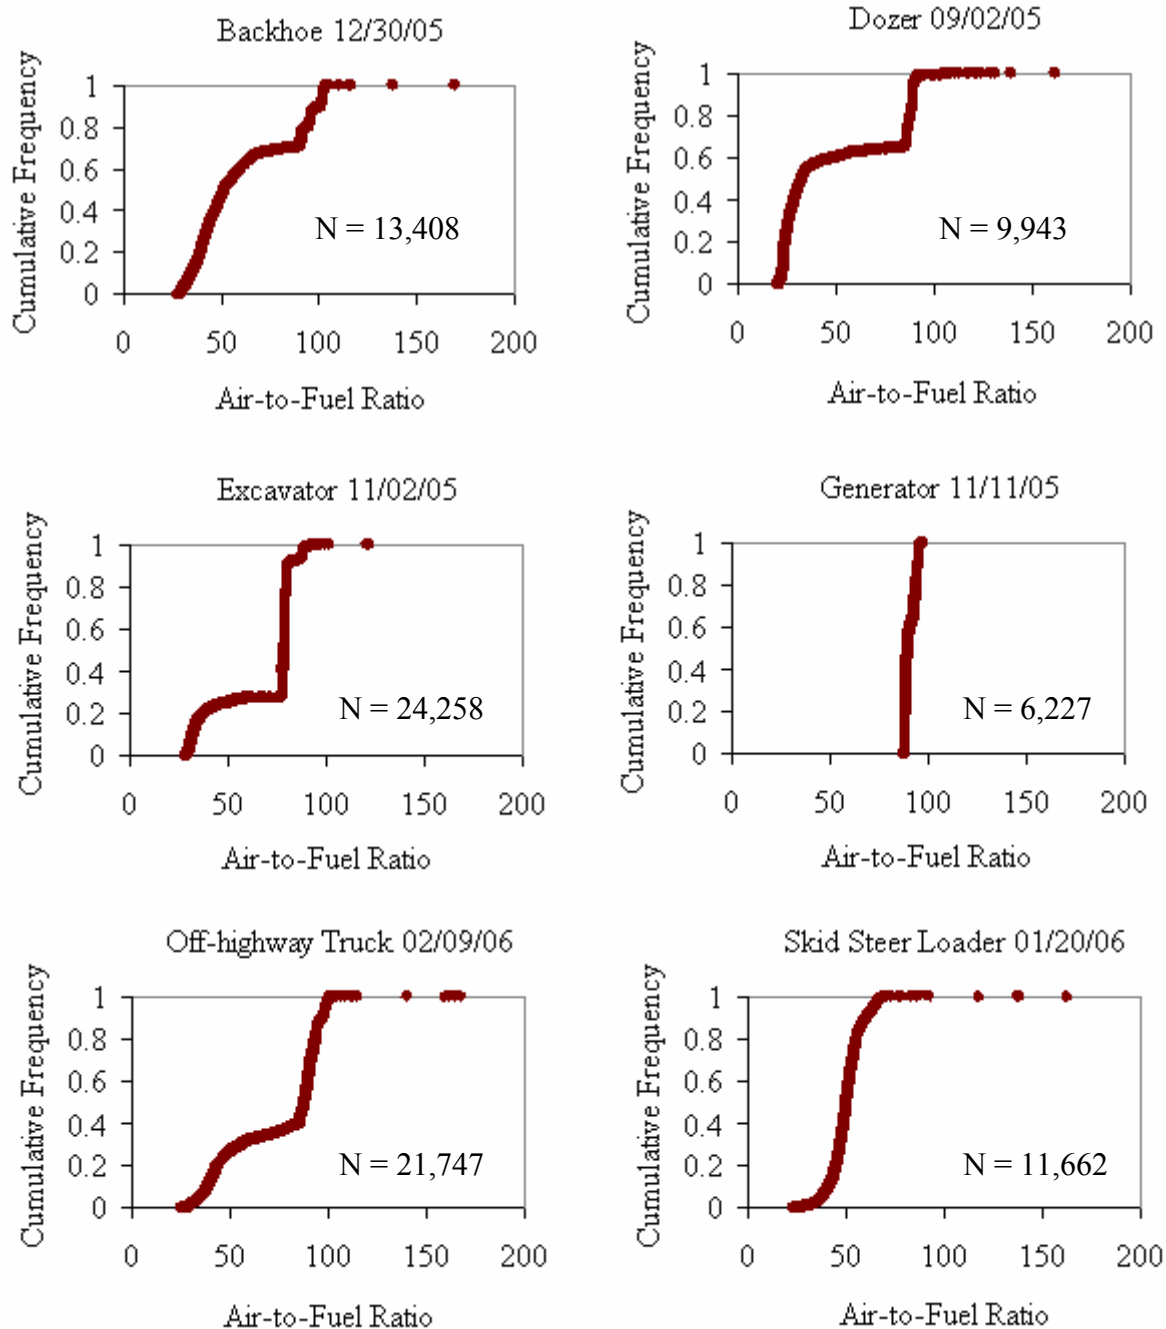 Backhoe 12/30/05
Cumulative Frequency
1
0.8
0.6
0.4
0.2
0
N = 13,408
0 50 100 150 200
Air-to-Fuel Ratio
Dozer 09/02/05
Cumulative Frequency
1
0.8
0.6
0.4
0.2
0
N = 9,943
0 50 100 150 200
Air-to-Fuel Ratio
Excavator 11/02/05
Cumulative Frequency
1
0.8
0.6
0.4
0.2
0
N = 24,258
0 50 100 150 200
Air-to-Fuel Ratio
Generator 11/11/05
Cumulative Frequency
1
0.8
0.6
0.4
0.2
0
N = 6,227
0 50 100 150 200
Air-to-Fuel Ratio
Off-highway Truck 02/09/06
Cumulative Frequency
1
0.8
0.6
0.4
0.2
0
N = 21,747
0 50 100 150 200
Air-to-Fuel Ratio
Skid Steer Loader 01/20/06
Cumulative Frequency
1
0.8
0.6
0.4
0.2
0
N = 11,662
0 50 100 150 200
Air-to-Fuel Ratio